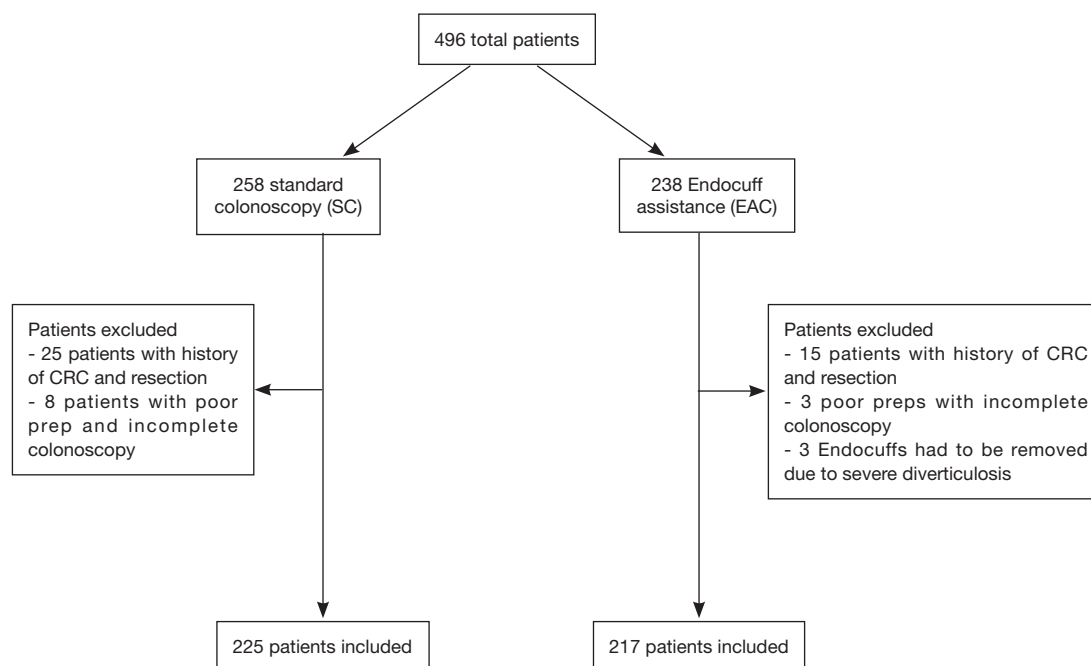 496 total patients
258 standard
colonoscopy (SC)
238 Endocuff
assistance (EAC)
Patients excluded
- 25 patients with history
of CRC and resection
- 8 patients with poor
prep and incomplete
colonoscopy
Patients excluded
- 15 patients with history of CRC
and resection
- 3 poor preps with incomplete
colonoscopy
- 3 Endocuffs had to be removed
due to severe diverticulosis
225 patients included
217 patients included